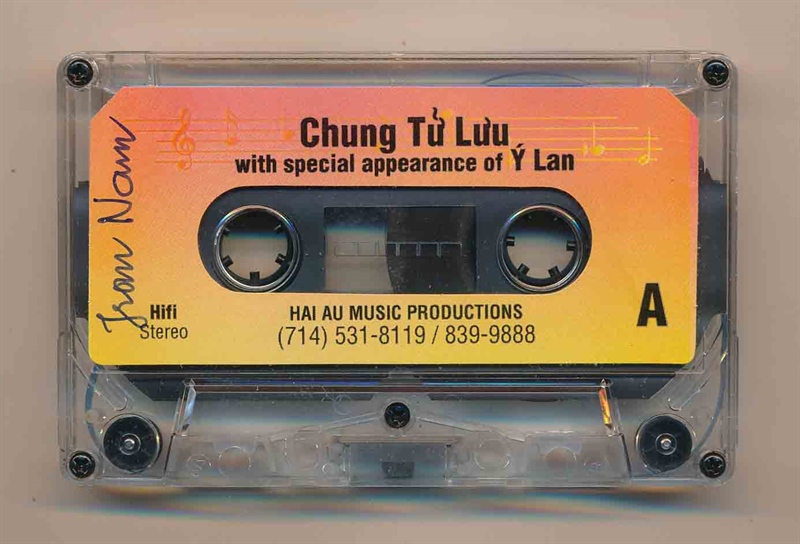 Chung Tử Lưu
with special appearance of Ý Lan
Tran Nam
Hifi
Stereo
HAI AU MUSIC PRODUCTIONS
(714) 531-8119 / 839-9888
A